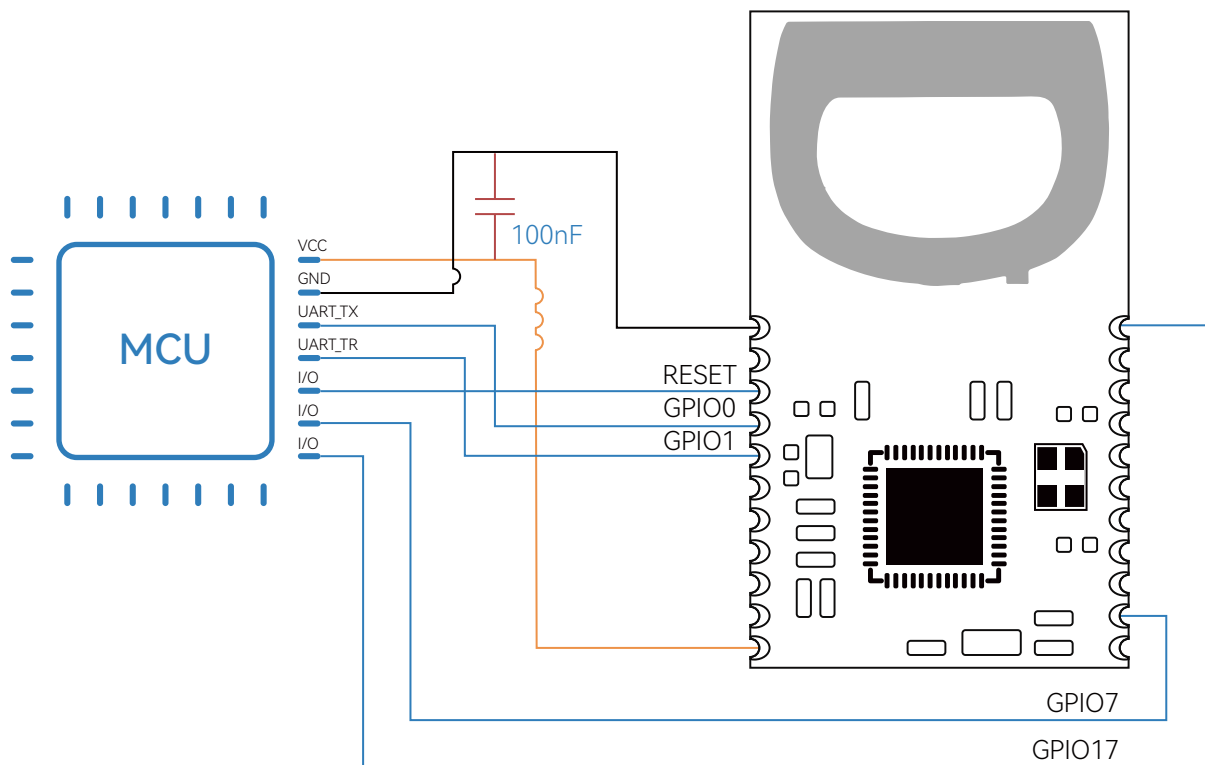 100nF
VCC
GND
UART_TX
MCU
UART_TR
RESET
I/O
GPIO0
I/O
GPIO1
I/O
GPIO7
GPIO17